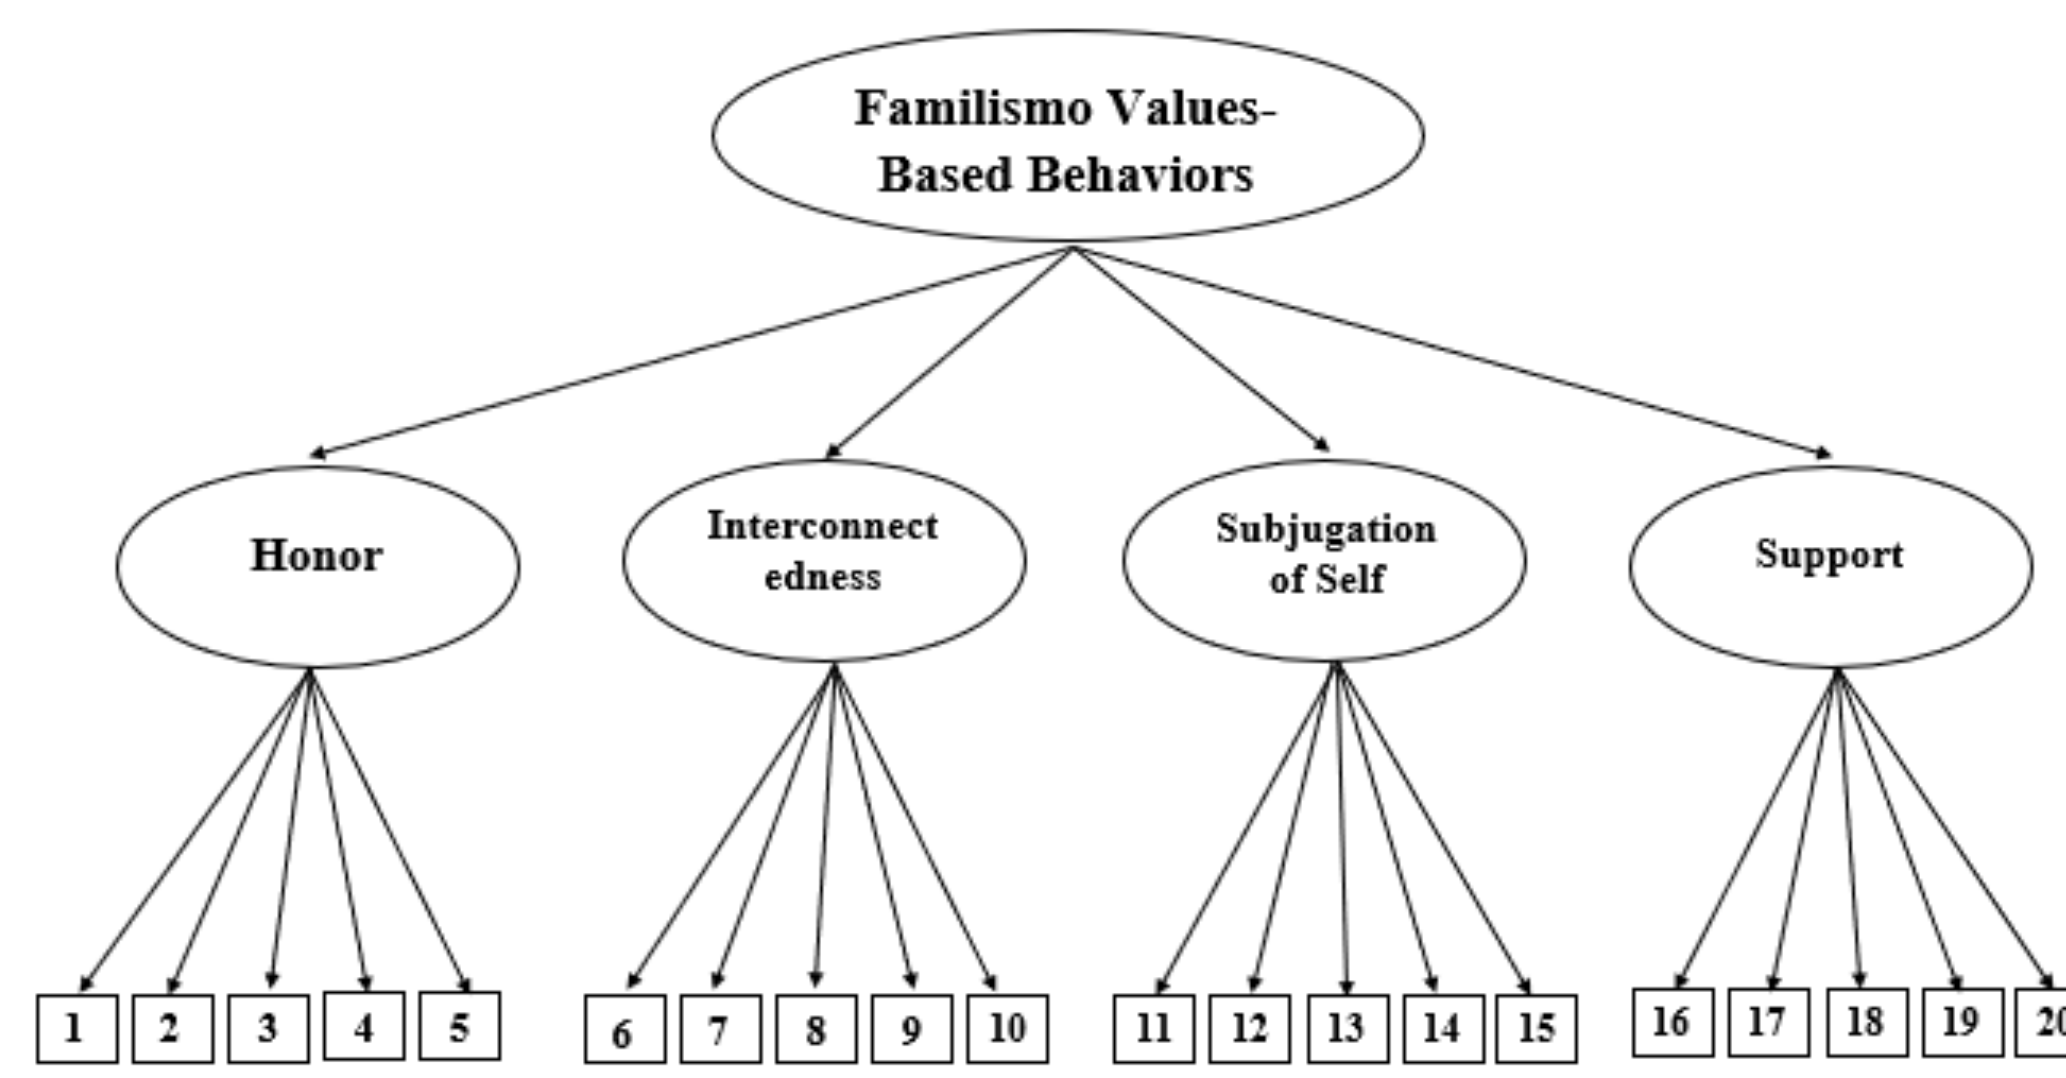 Familismo Values-
Based Behaviors
Honor
Interconnect
edness
Subjugation
of Self
Support
1 2 3 4 5 6 7 8 9 10 11 12 13 14 15 16 17 18 19 20